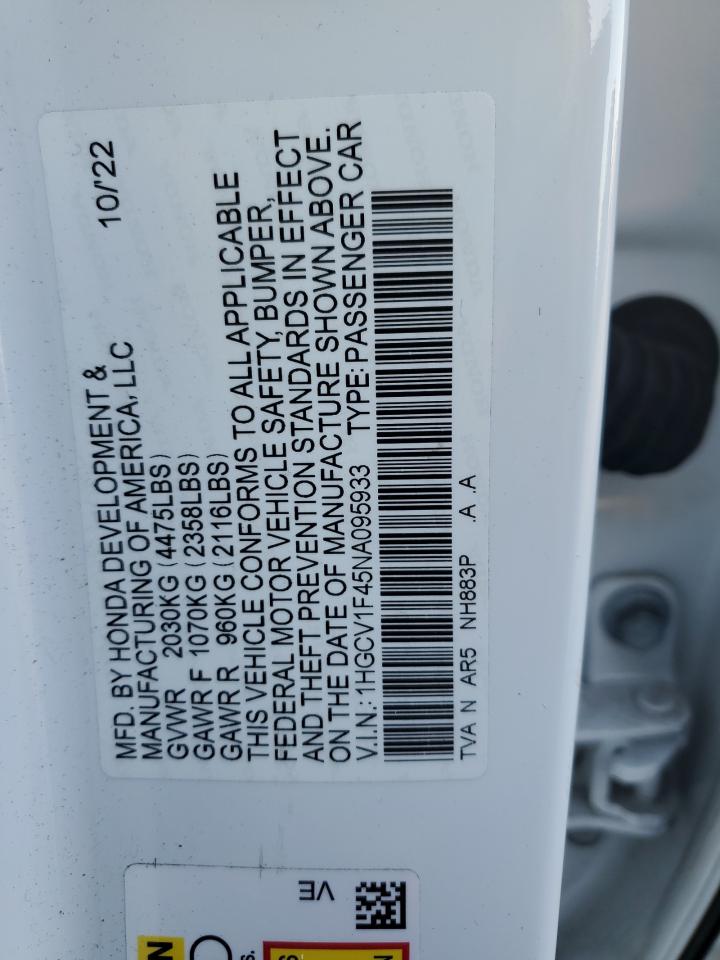 MFD. BY HONDA DEVELOPMENT & 10/'22
MANUFACTURING OF AMERICA, LLC
GVWR 2030KG (4475LBS)
GAWR F 1070KG (2358LBS)
GAWR R 960KG (2116LBS)
THIS VEHICLE CONFORMS TO ALL APPLICABLE
FEDERAL MOTOR VEHICLE SAFETY, BUMPER,
AND THEFT PREVENTION STANDARDS IN EFFECT
ON THE DATE OF MANUFACTURE SHOWN ABOVE.
V.I.N.: 1HGCV1F45NA095933 TYPE: PASSENGER CAR
TVA N AR5 NH883P .A .A
VE